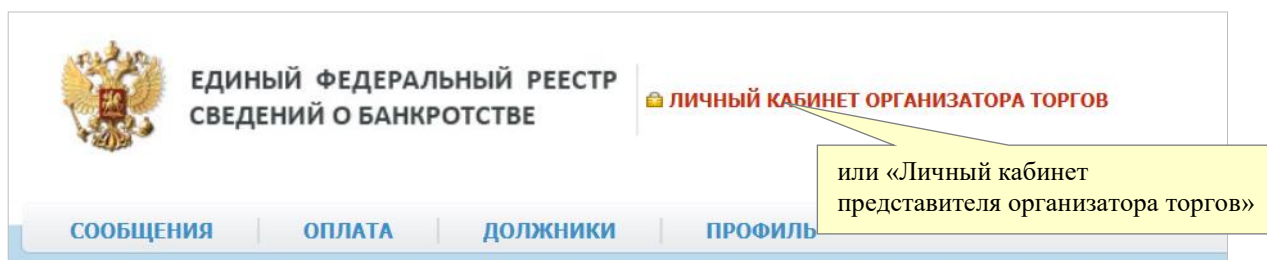 ЕДИНЫЙ ФЕДЕРАЛЬНЫЙ РЕЕСТР
СВЕДЕНИЙ О БАНКРОТСТВЕ
ЛИЧНЫЙ КАБИНЕТ ОРГАНИЗАТОРА ТОРГОВ
или «Личный кабинет
представителя организатора торгов»
СООБЩЕНИЯ ОПЛАТА ДОЛЖНИКИ ПРОФИЛЬ